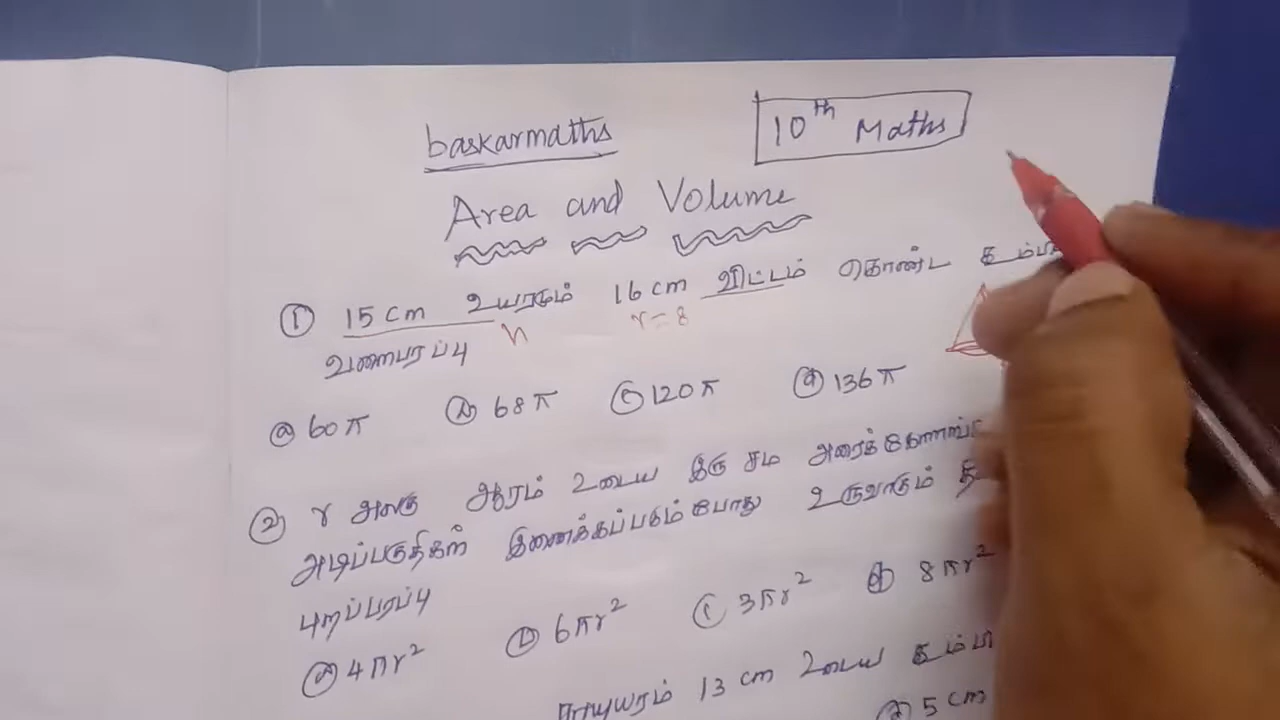 baskarmaths
10th Maths
Area and Volume
① 15 cm உயரமும் 16 cm விட்டம் கொண்ட
h r = 8
வளைபரப்பு
ⓐ 60π ⓑ 68π ⓒ 120π ⓓ 136π
② r அலகு ஆரம் உடைய இரு சம
அடிப்பகுதிகள் இணைக்கப்படும்போது உருவாகும்
புறப்பரப்பு
ⓐ 4πr² ⓑ 6πr² ⓒ 3πr² ⓓ 8πr²
சாயுயரம் 13 cm உடைய
ⓐ 5 cm